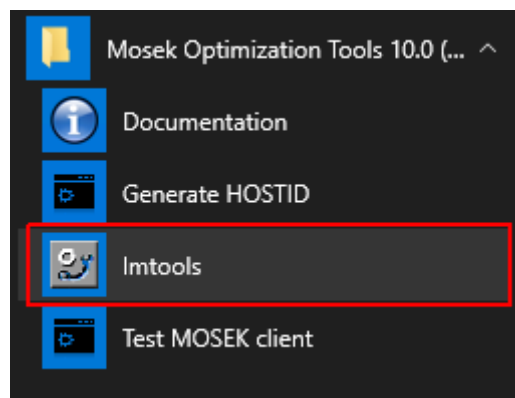 Mosek Optimization Tools 10.0 (...
Documentation
Generate HOSTID
lmtools
Test MOSEK client